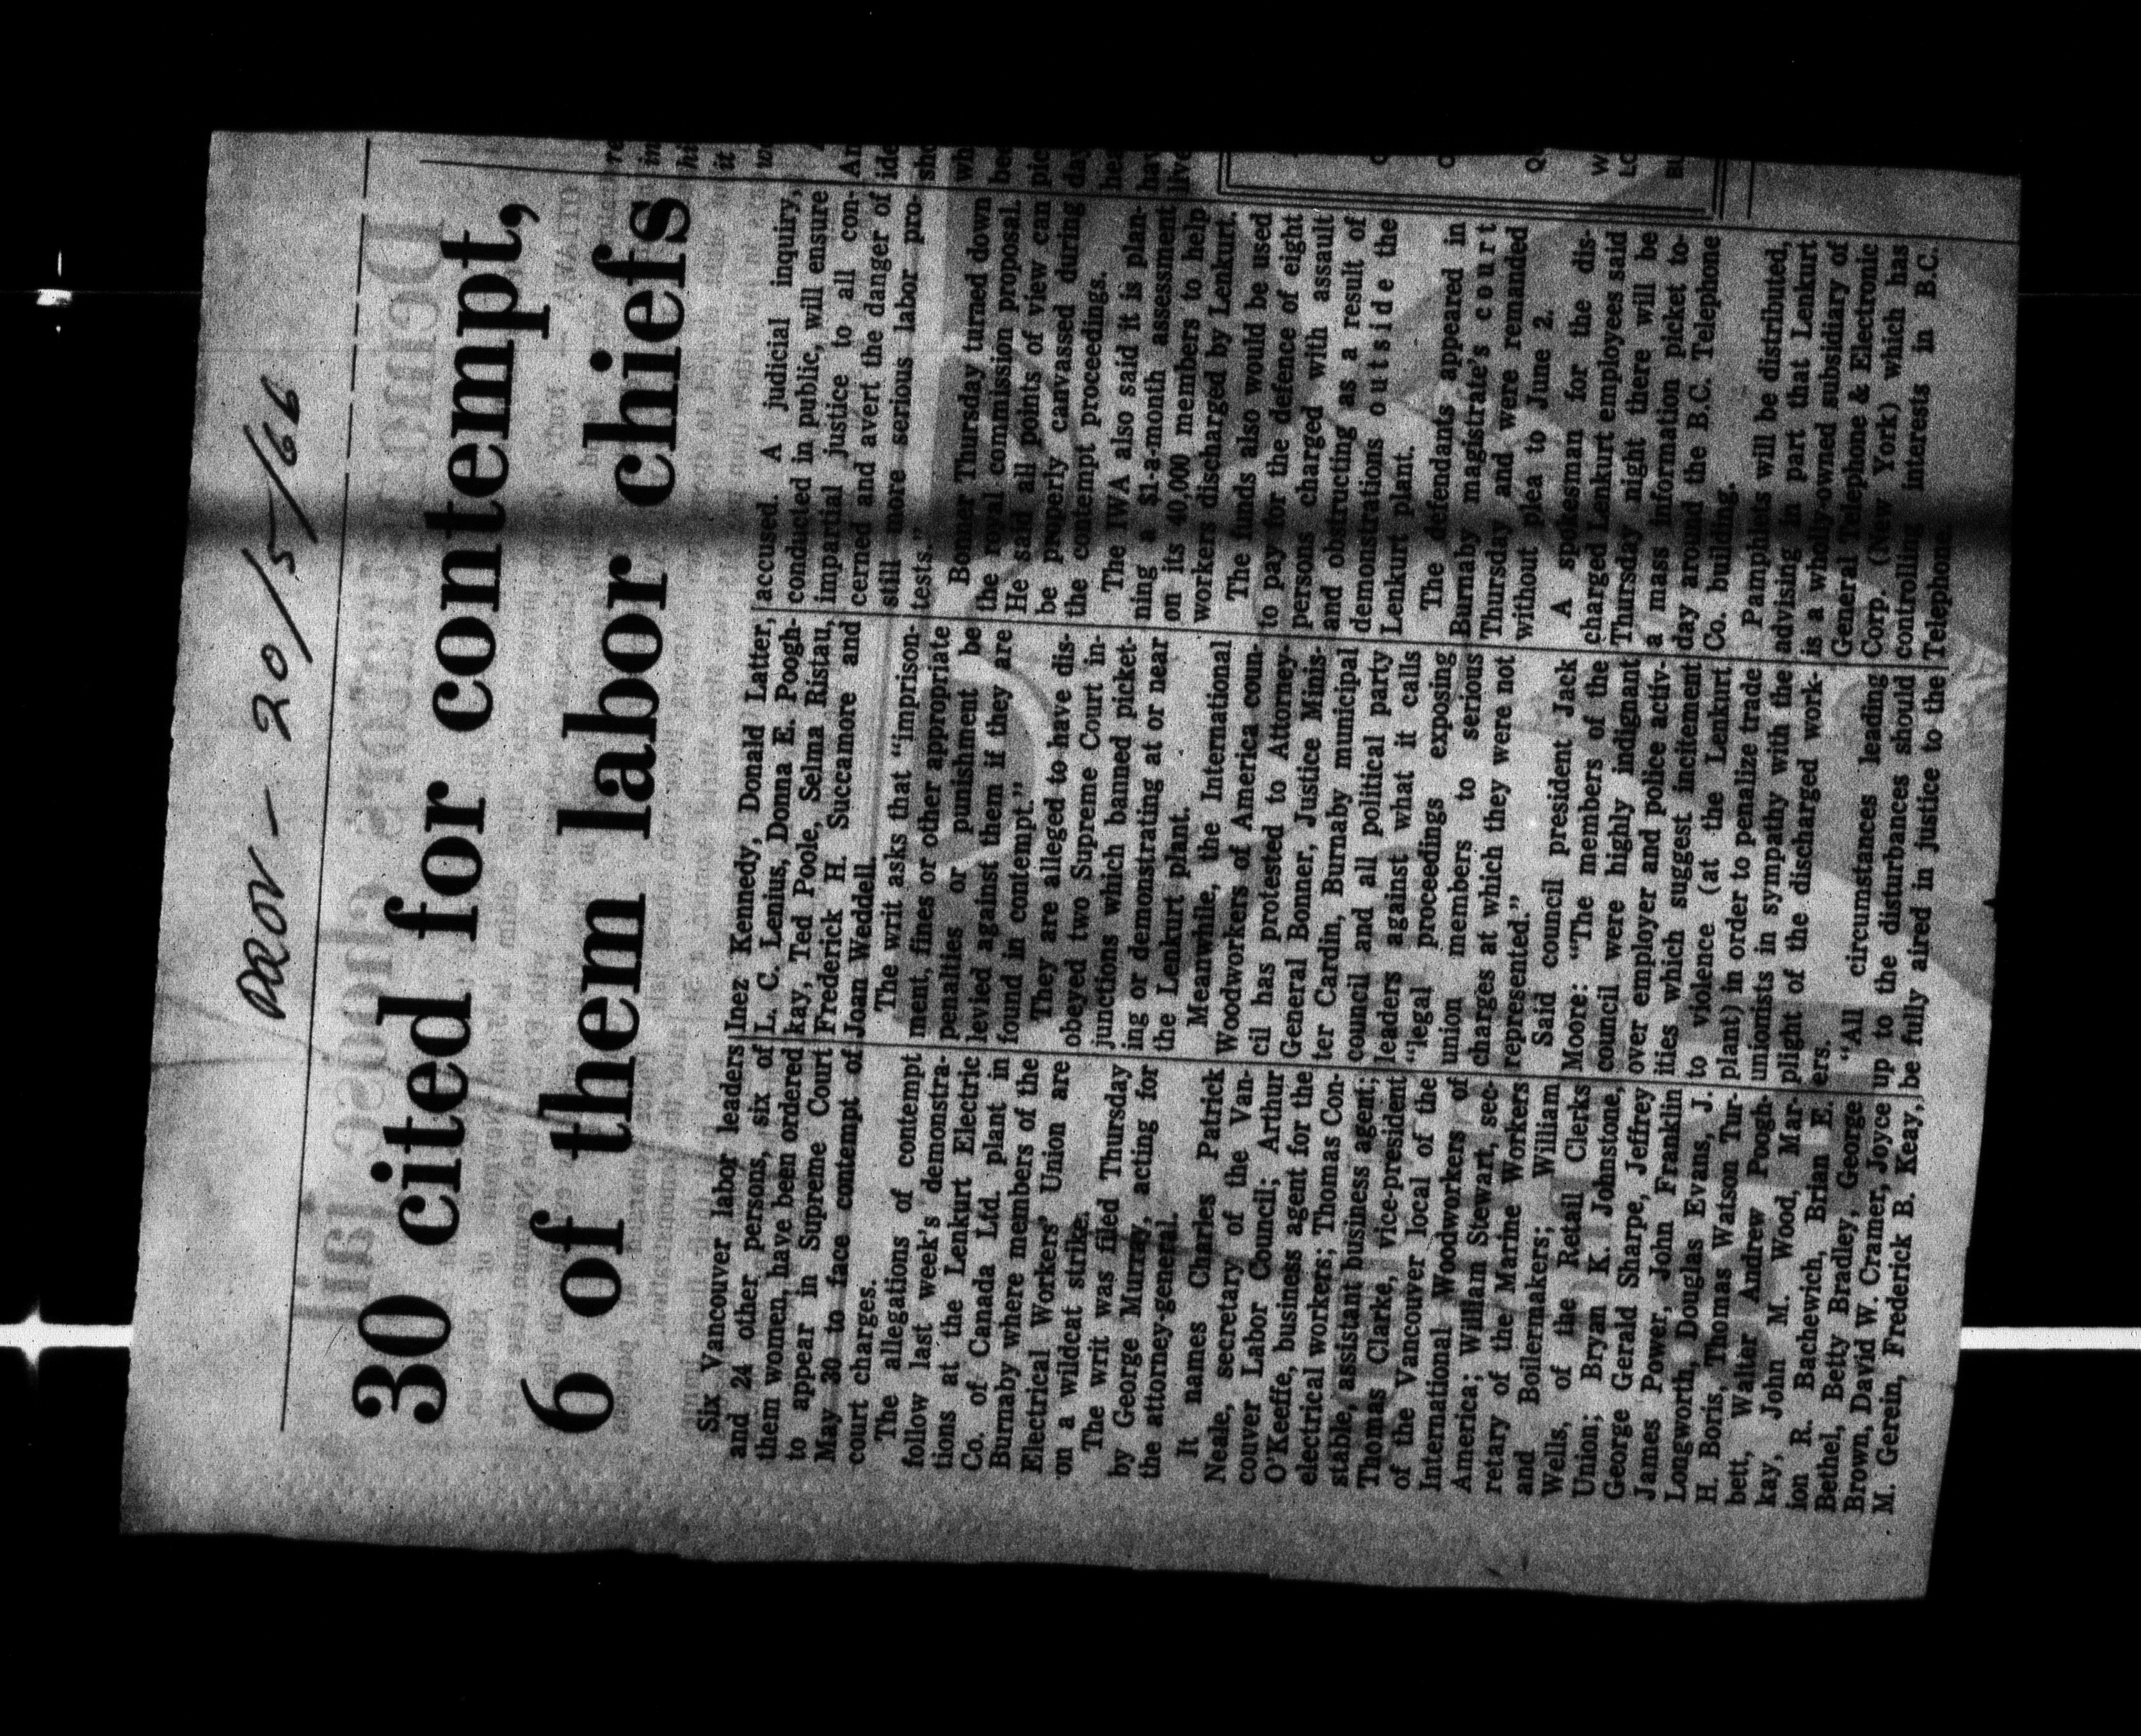 PROV - 20/5/66
30 cited for contempt,
6 of them labor chiefs
Six Vancouver labor leaders
and 24 other persons, six of
them women, have been ordered
to appear in Supreme Court
May 30 to face contempt of
court charges.
The allegations of contempt
follow last week's demonstra-
tions at the Lenkurt Electric
Co. of Canada Ltd. plant in
Burnaby where members of the
Electrical Workers' Union are
on a wildcat strike.
The writ was filed Thursday
by George Murray, acting for
the attorney-general.
It names Charles Patrick
Neale, secretary of the Van-
couver Labor Council; Arthur
O'Keeffe, business agent for the
electrical workers; Thomas Con-
stable, assistant business agent;
Thomas Clarke, vice-president
of the Vancouver local of the
International Woodworkers of
America; William Stewart, sec-
retary of the Marine Workers
and Boilermakers; William
Wells, of the Retail Clerks
Union; Bryan K. Johnstone,
George Gerald Sharpe, Jeffrey
James Power, John Franklin
Longworth, Douglas Evans, J.
H. Boris, Thomas Watson Tur-
bett, Walter Andrew Poogh-
kay, John M. Wood, Mar-
ion R. Bachewich, Brian E.
Bethel, Betty Bradley, George
Brown, David W. Cramer, Joyce
M. Gerein, Frederick B. Keay,
Inez Kennedy, Donald Latter,
L. C. Lenius, Donna E. Poogh-
kay, Ted Poole, Selma Ristau,
Frederick H. Succamore and
Joan Weddell.
The writ asks that "imprison-
ment, fines or other appropriate
penalties or punishment be
levied against them if they are
found in contempt."
They are alleged to have dis-
obeyed two Supreme Court in-
junctions which banned picket-
ing or demonstrating at or near
the Lenkurt plant.
Meanwhile, the International
Woodworkers of America coun-
cil has protested to Attorney-
General Bonner, Justice Minis-
ter Cardin, Burnaby municipal
council and all political party
leaders against what it calls
"legal proceedings exposing
union members to serious
charges at which they were not
represented."
Said council president Jack
Moore: "The members of the
council were highly indignant
over employer and police activ-
ities which suggest incitement
to violence (at the Lenkurt
plant) in order to penalize trade
unionists in sympathy with the
plight of the discharged work-
ers.
"All circumstances leading
up to the disturbances should
be fully aired in justice to the
accused. A judicial inquiry,
conducted in public, will ensure
impartial justice to all con-
cerned and avert the danger of
still more serious labor pro-
tests."
Bonner Thursday turned down
the royal commission proposal.
He said all points of view can
be properly canvassed during
the contempt proceedings.
The IWA also said it is plan-
ning a $1-a-month assessment
on its 40,000 members to help
workers discharged by Lenkurt.
The funds also would be used
to pay for the defence of eight
persons charged with assault
and obstructing as a result of
demonstrations outside the
Lenkurt plant.
The defendants appeared in
Burnaby magistrate's court
Thursday and were remanded
without plea to June 2.
A spokesman for the dis-
charged Lenkurt employees said
Thursday night there will be
a mass information picket to-
day around the B.C. Telephone
Co. building.
Pamphlets will be distributed,
advising in part that Lenkurt
is a wholly-owned subsidiary of
General Telephone & Electronic
Corp. (New York) which has
controlling interests in B.C.
Telephone.